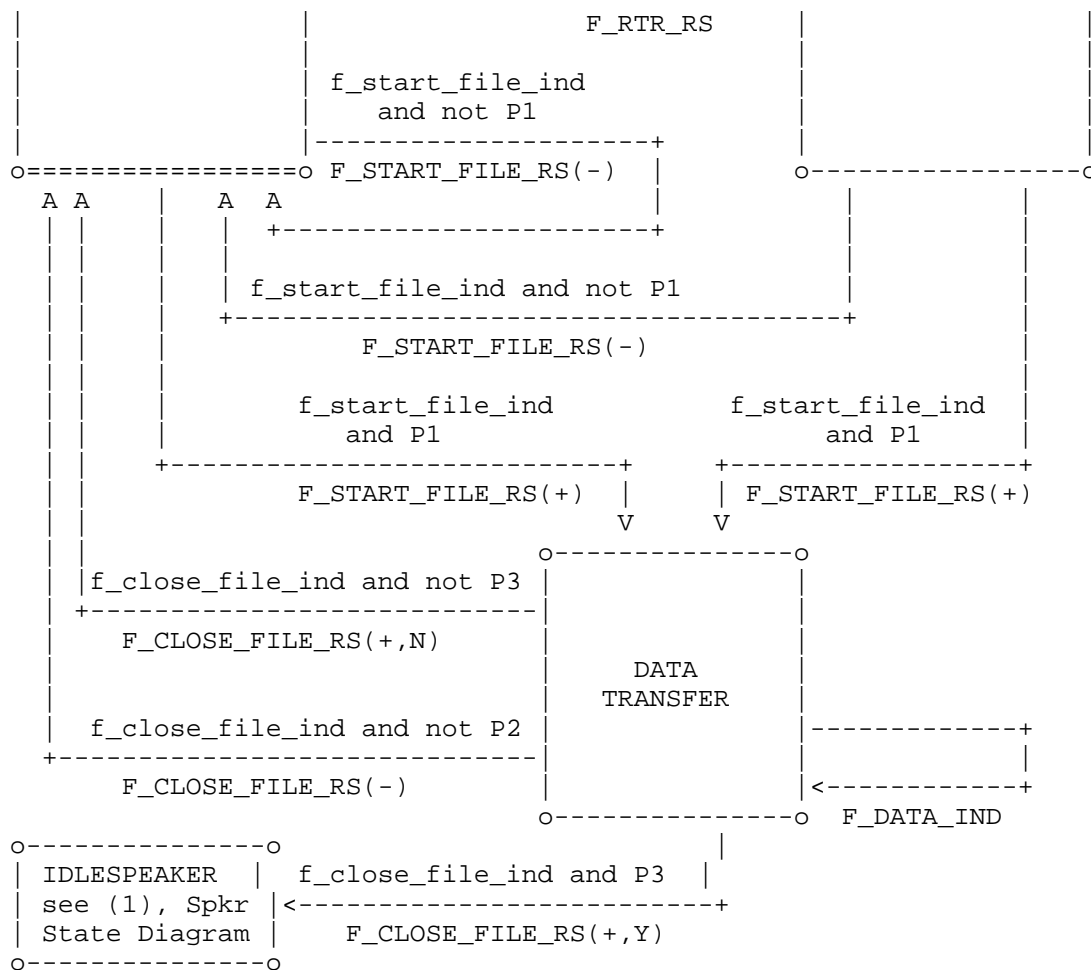 F_RTR_RS
f_start_file_ind
and not P1
F_START_FILE_RS(-)
A A A A
f_start_file_ind and not P1
F_START_FILE_RS(-)
f_start_file_ind f_start_file_ind
and P1 and P1
F_START_FILE_RS(+) F_START_FILE_RS(+)
V V
f_close_file_ind and not P3
F_CLOSE_FILE_RS(+,N)
DATA
TRANSFER
f_close_file_ind and not P2
F_CLOSE_FILE_RS(-)
F_DATA_IND
IDLESPEAKER f_close_file_ind and P3
see (1), Spkr
State Diagram F_CLOSE_FILE_RS(+,Y)